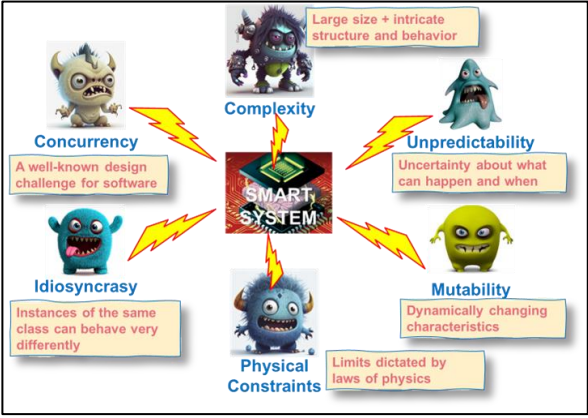 Large size + intricate
structure and behavior
Complexity
Concurrency
A well-known design
challenge for software
Unpredictability
Uncertainty about what
can happen and when
SMART
SYSTEM
Idiosyncrasy
Instances of the same
class can behave very
differently
Mutability
Dynamically changing
characteristics
Physical
Constraints
Limits dictated by
laws of physics